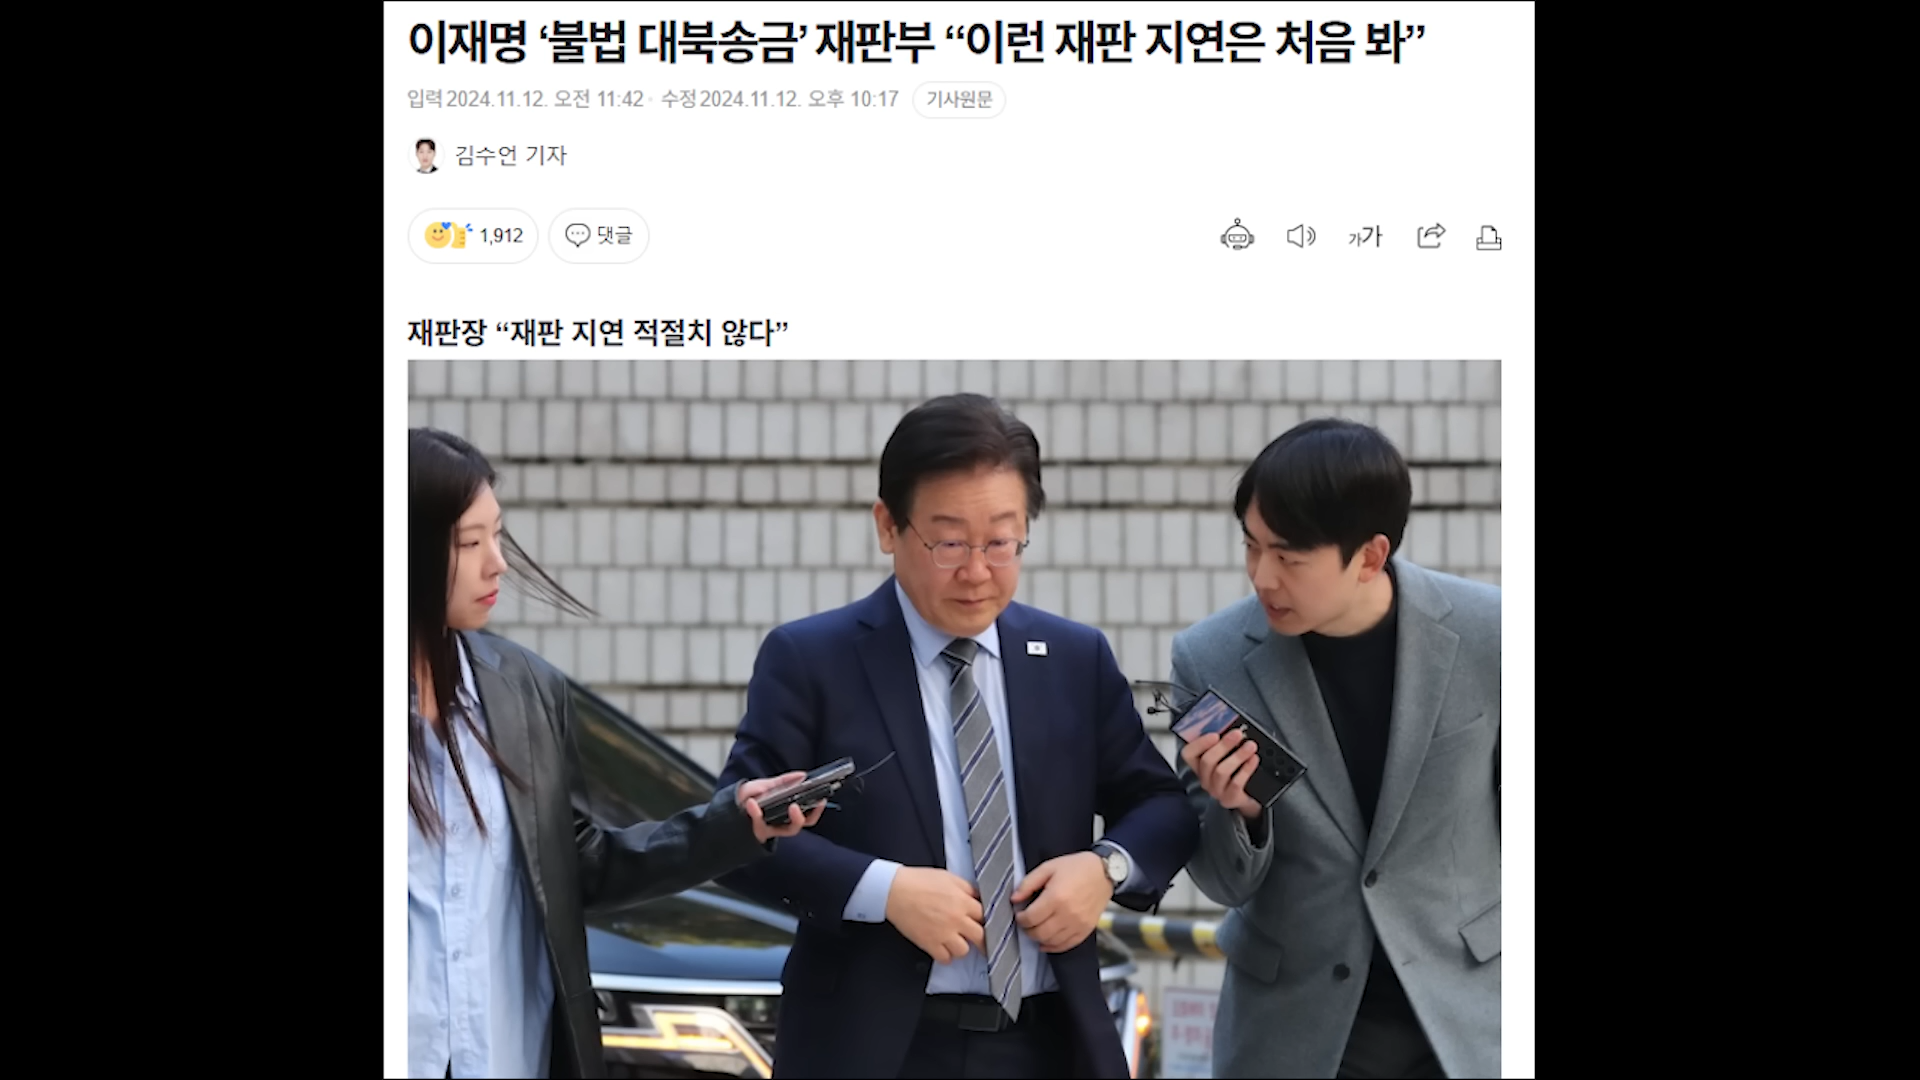 이재명 ‘불법 대북송금’ 재판부 “이런 재판 지연은 처음 봐”
입력 2024.11.12. 오전 11:42 · 수정 2024.11.12. 오후 10:17 기사원문
김수언 기자
1,912 댓글
가가
재판장 “재판 지연 적절치 않다”